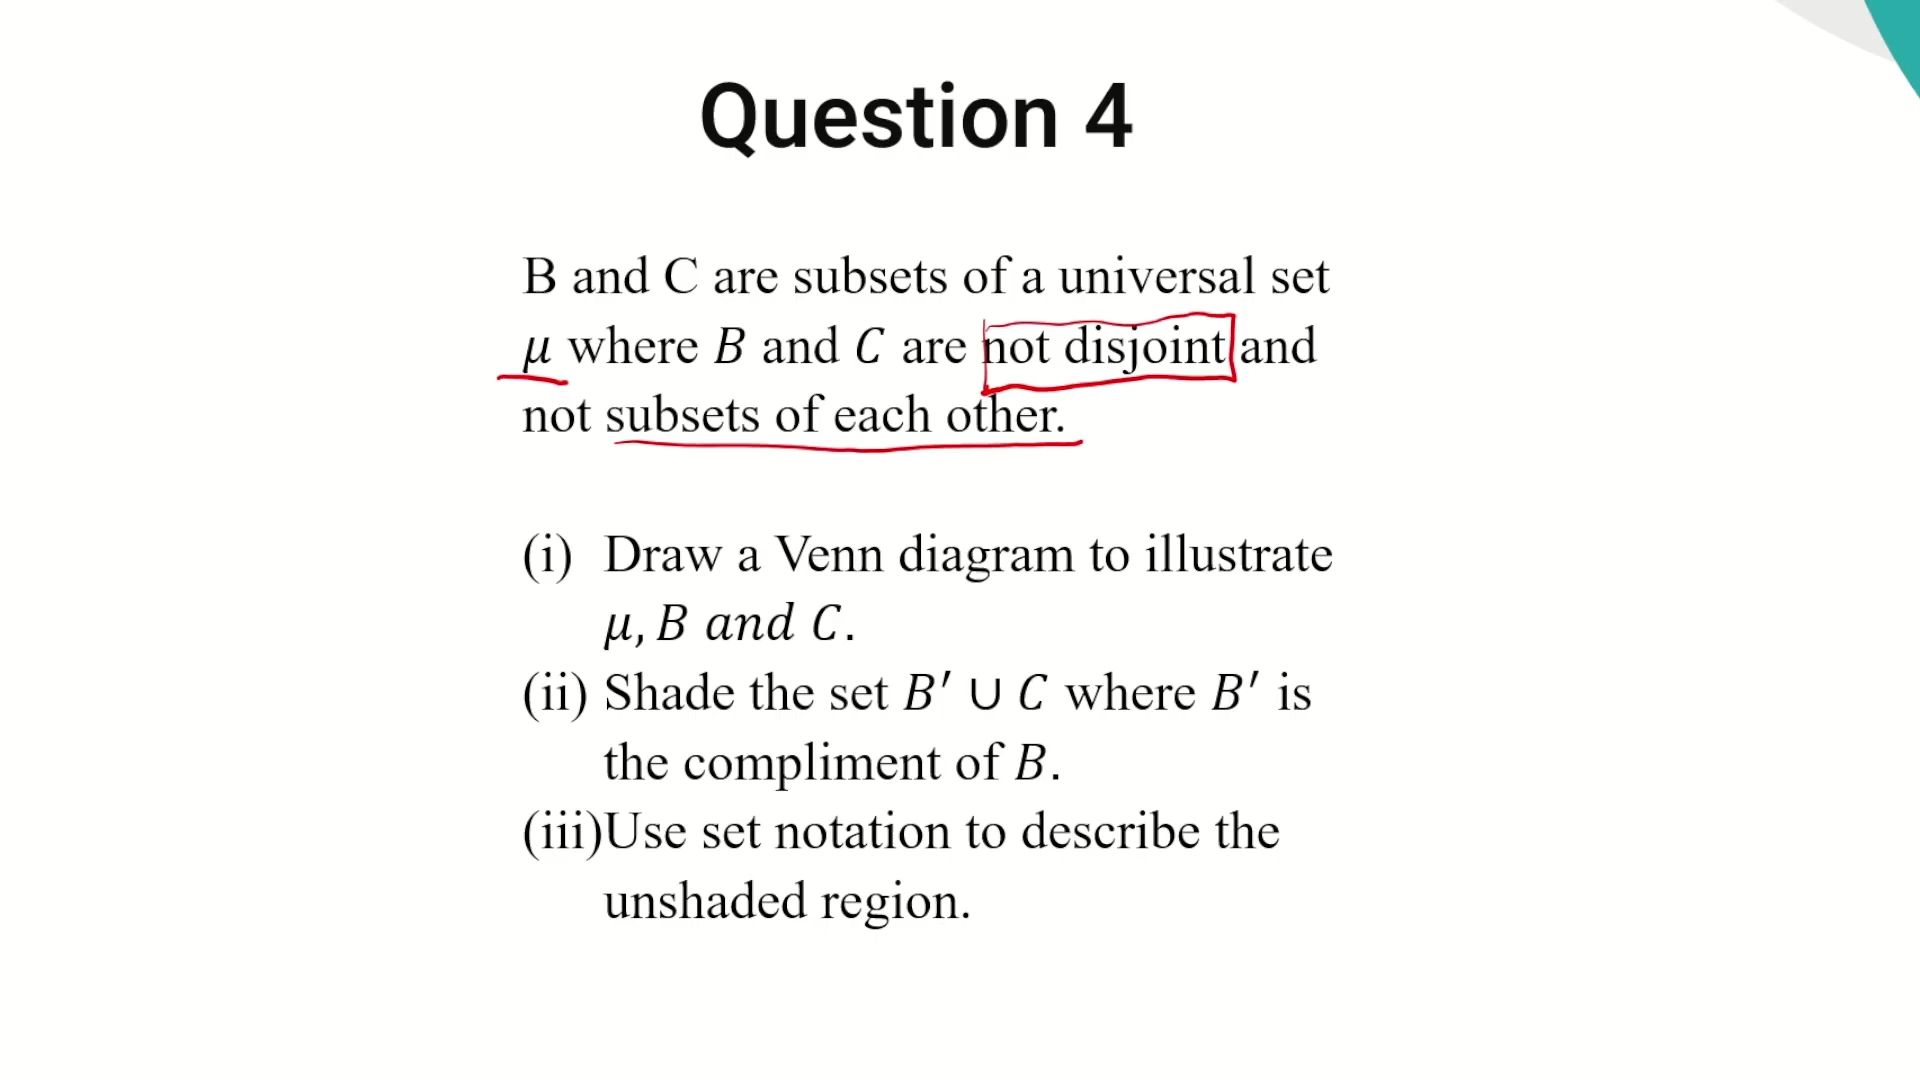 Question 4
B and C are subsets of a universal set
μ where B and C are not disjoint and
not subsets of each other.
(i) Draw a Venn diagram to illustrate
μ, B and C.
(ii) Shade the set B′ ∪ C where B′ is
the compliment of B.
(iii)Use set notation to describe the
unshaded region.